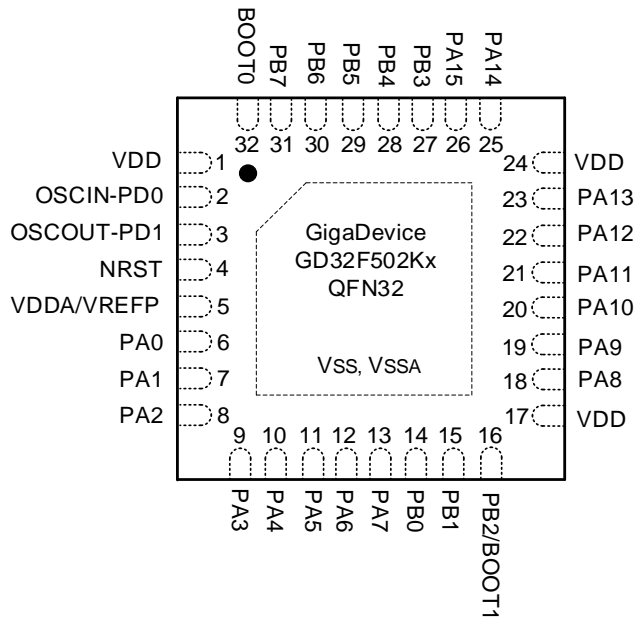 BOOT0
PB7
PB6
PB5
PB4
PB3
PA15
PA14
32 31 30 29 28 27 26 25
VDD 1
OSCIN-PD0 2
OSCOUT-PD1 3
NRST 4
VDDA/VREFP 5
PA0 6
PA1 7
PA2 8
GigaDevice
GD32F502Kx
QFN32
VSS, VSSA
24 VDD
23 PA13
22 PA12
21 PA11
20 PA10
19 PA9
18 PA8
17 VDD
9 10 11 12 13 14 15 16
PA3
PA4
PA5
PA6
PA7
PB0
PB1
PB2/BOOT1